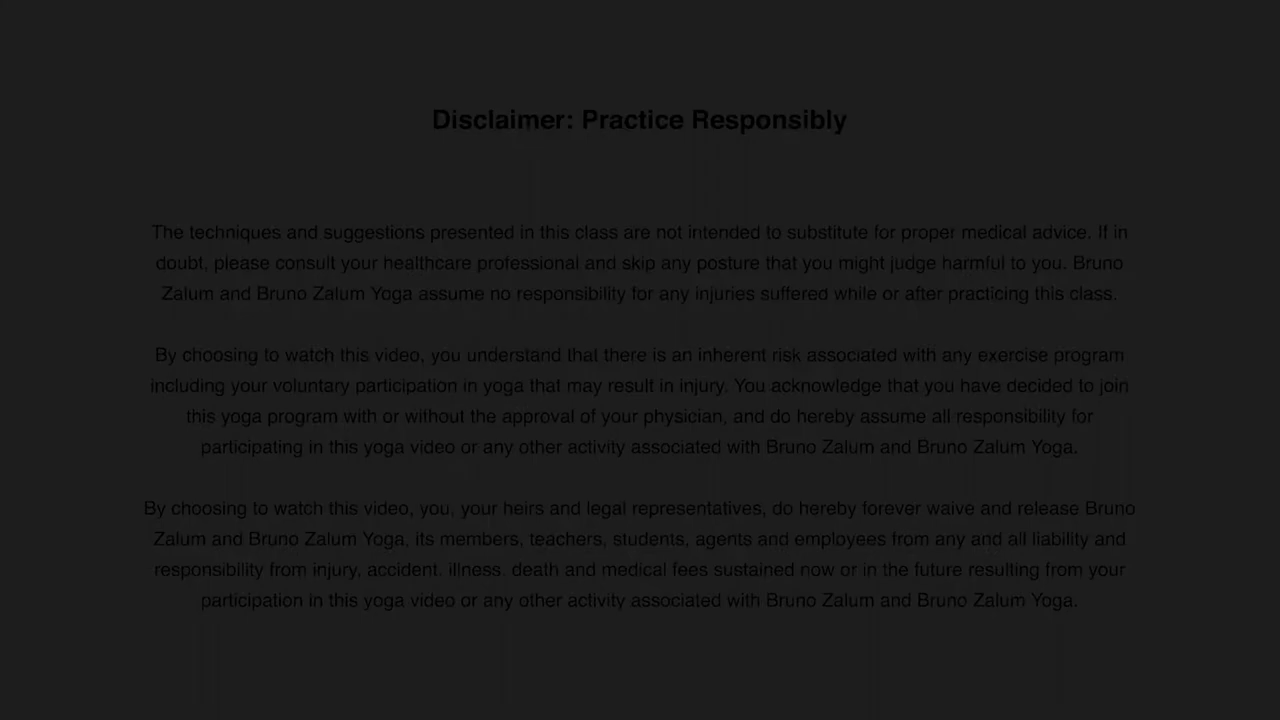 Disclaimer: Practice Responsibly
The techniques and suggestions presented in this class are not intended to substitute for proper medical advice. If in
doubt, please consult your healthcare professional and skip any posture that you might judge harmful to you. Bruno
Zalum and Bruno Zalum Yoga assume no responsibility for any injuries suffered while or after practicing this class.
By choosing to watch this video, you understand that there is an inherent risk associated with any exercise program
including your voluntary participation in yoga that may result in injury. You acknowledge that you have decided to join
this yoga program with or without the approval of your physician, and do hereby assume all responsibility for
participating in this yoga video or any other activity associated with Bruno Zalum and Bruno Zalum Yoga.
By choosing to watch this video, you, your heirs and legal representatives, do hereby forever waive and release Bruno
Zalum and Bruno Zalum Yoga, its members, teachers, students, agents and employees from any and all liability and
responsibility from injury, accident, illness, death and medical fees sustained now or in the future resulting from your
participation in this yoga video or any other activity associated with Bruno Zalum and Bruno Zalum Yoga.